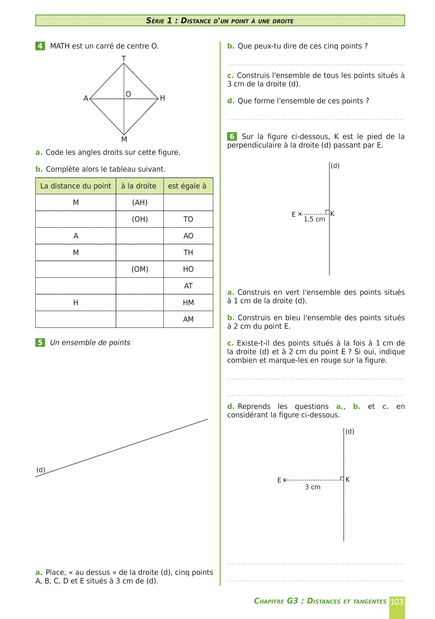 SÉRIE 1 : DISTANCE D'UN POINT À UNE DROITE
4 MATH est un carré de centre O.
T
A
O
H
M
a. Code les angles droits sur cette figure.
b. Complète alors le tableau suivant.
La distance du point | à la droite | est égale à
M | (AH) |
(OH) | TO
A | | AO
M | | TH
(OM) | HO
AT
H | | HM
AM
5 Un ensemble de points
(d)
a. Place, « au dessus » de la droite (d), cinq points
A, B, C, D et E situés à 3 cm de (d).
b. Que peux-tu dire de ces cinq points ?
c. Construis l'ensemble de tous les points situés à
3 cm de la droite (d).
d. Que forme l'ensemble de ces points ?
6 Sur la figure ci-dessous, K est le pied de la
perpendiculaire à la droite (d) passant par E.
(d)
E K
1,5 cm
a. Construis en vert l'ensemble des points situés
à 1 cm de la droite (d).
b. Construis en bleu l'ensemble des points situés
à 2 cm du point E.
c. Existe-t-il des points situés à la fois à 1 cm de
la droite (d) et à 2 cm du point E ? Si oui, indique
combien et marque-les en rouge sur la figure.
d. Reprends les questions a., b. et c. en
considérant la figure ci-dessous.
(d)
E K
3 cm
CHAPITRE G3 : DISTANCES ET TANGENTES 103